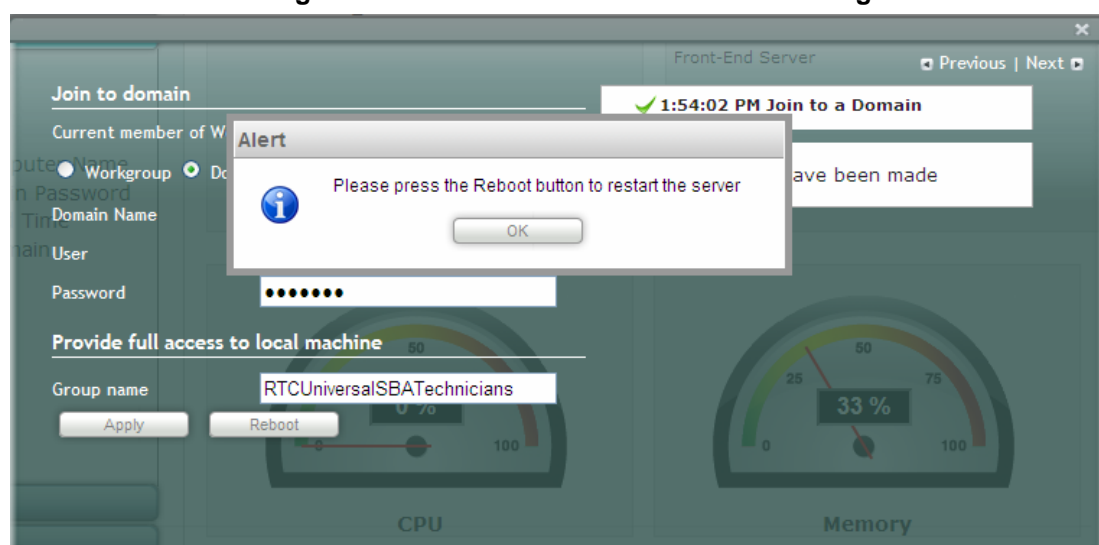 Front-End Server
Previous | Next
Join to domain
1:54:02 PM Join to a Domain
Current member of W
Alert
Workgroup
Please press the Reboot button to restart the server
ave been made
OK
Password
Time
Domain Name
User
Password
Provide full access to local machine
50
50
Group name
RTCUniversalSBATechnicians
25
75
0 %
33 %
Apply
Reboot
0
100
0
100
CPU
Memory